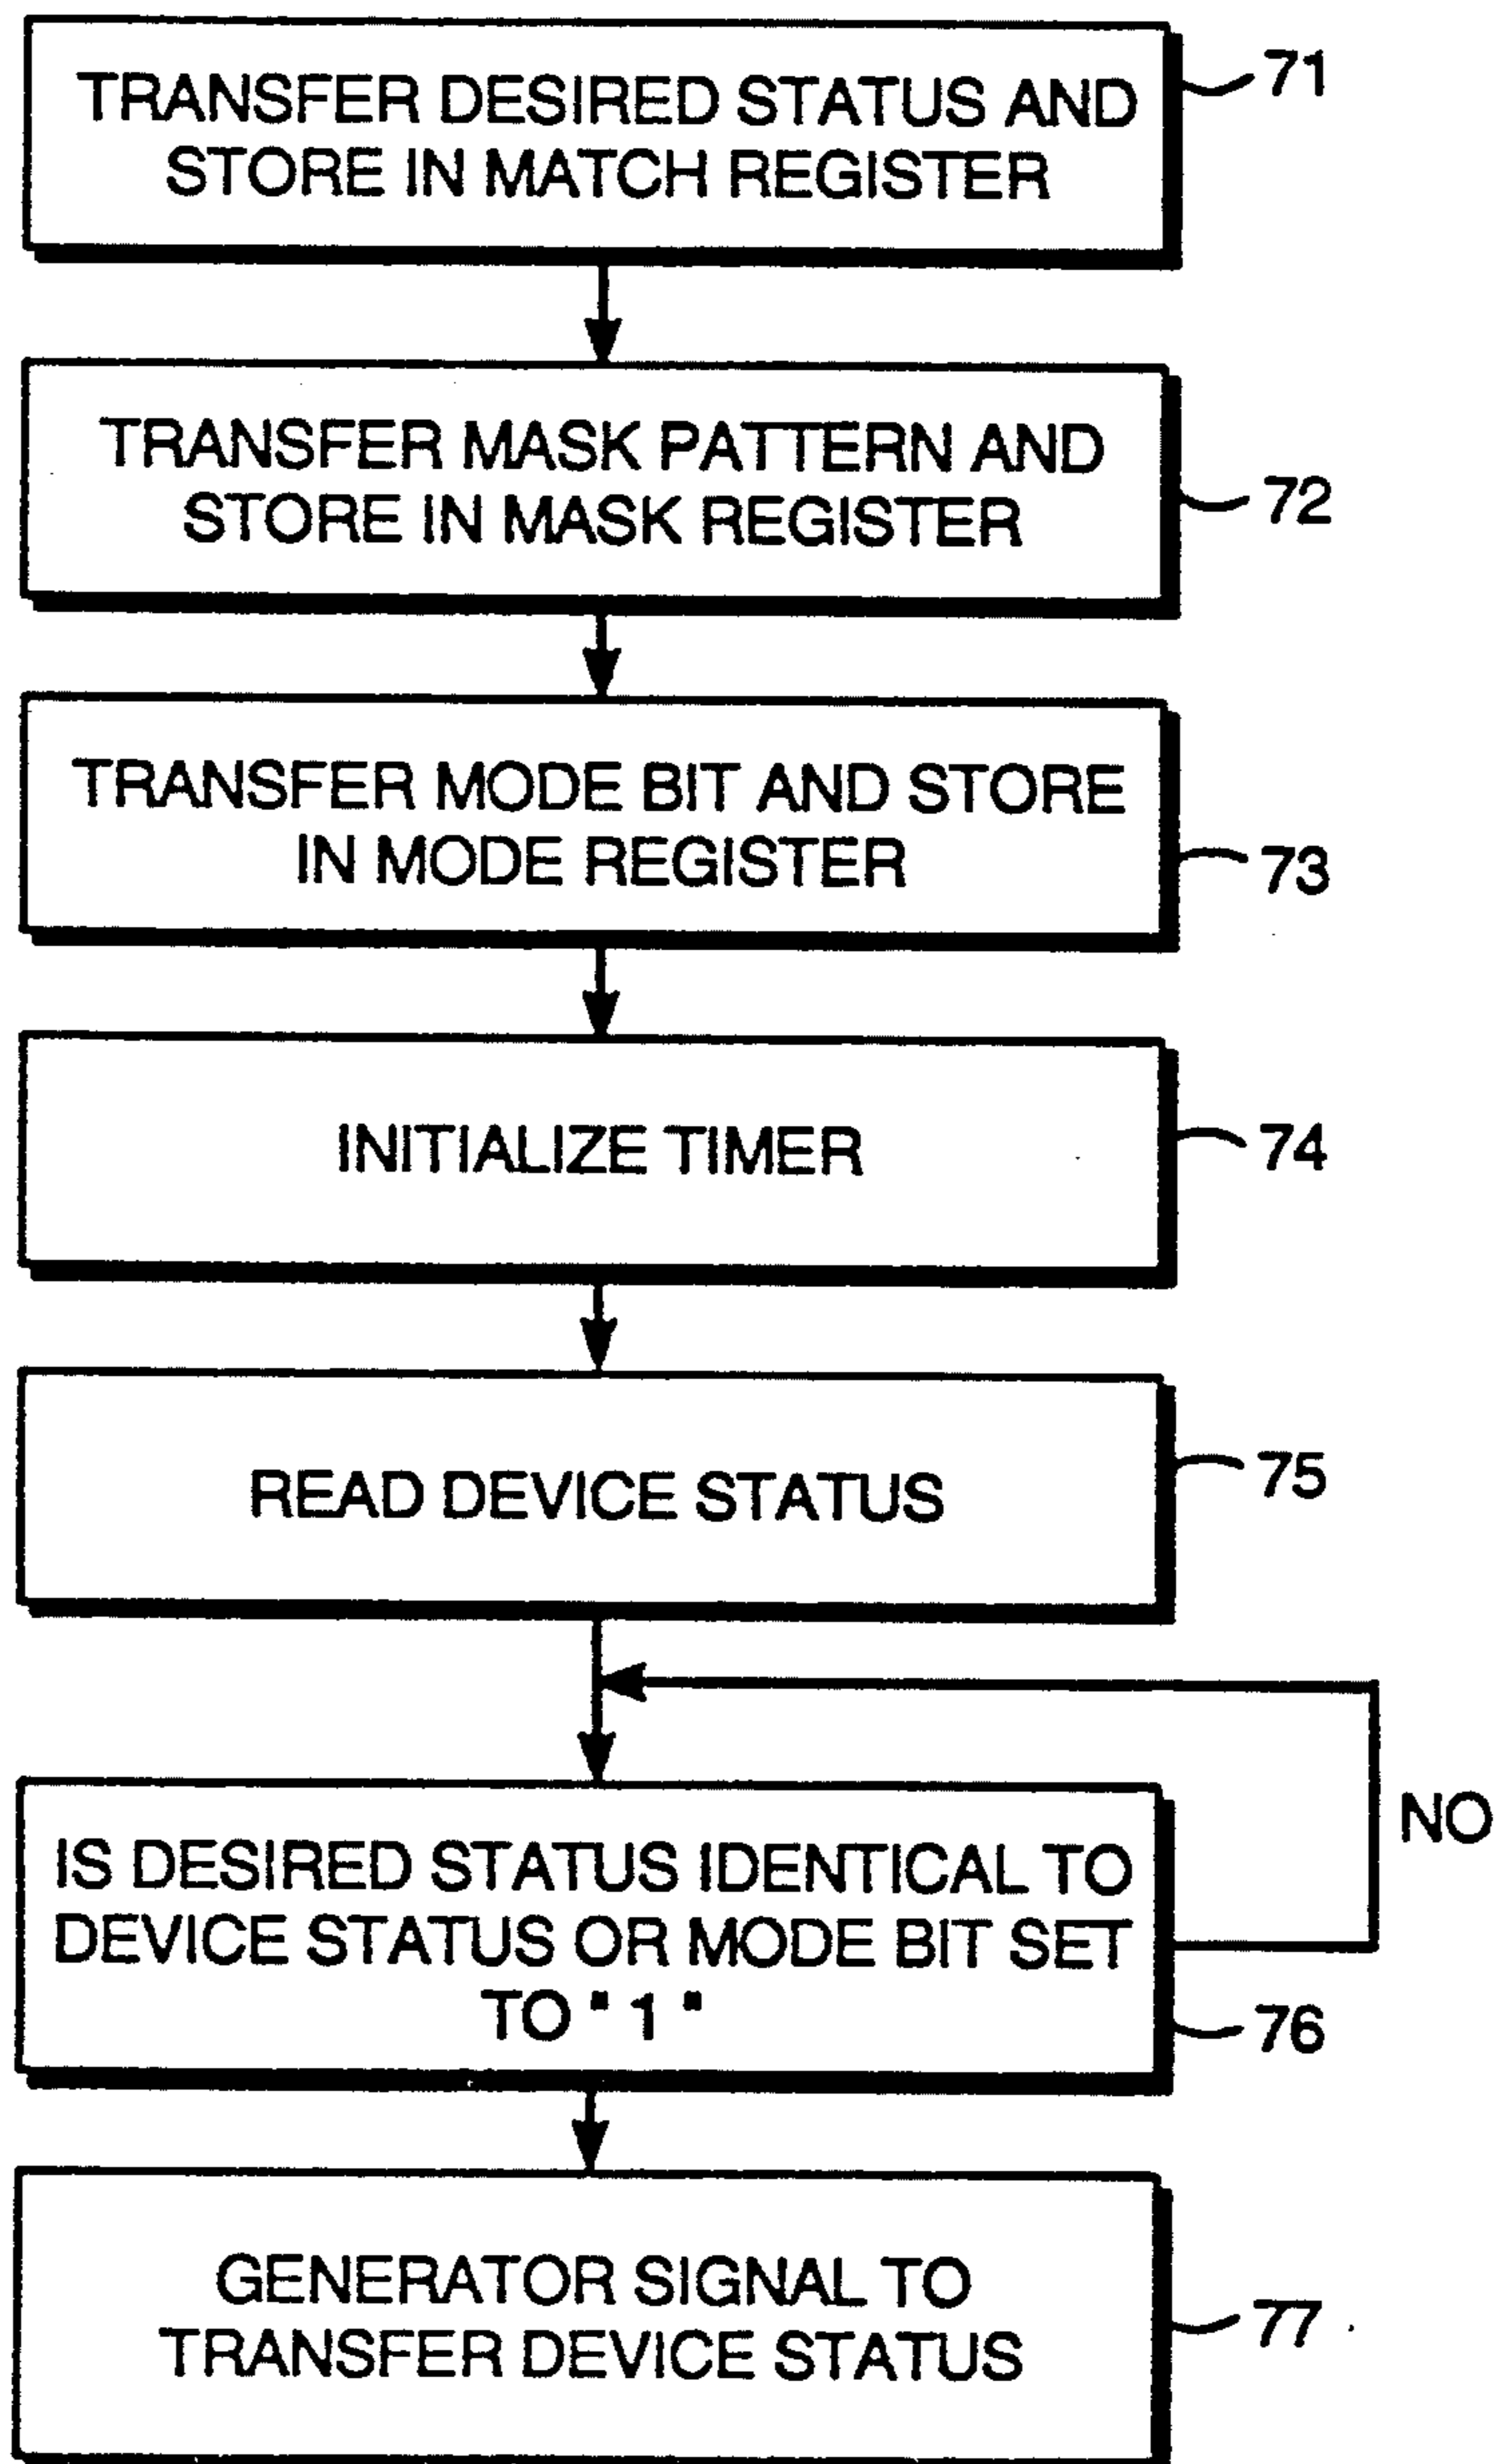 TRANSFER DESIRED STATUS AND
STORE IN MATCH REGISTER
71
TRANSFER MASK PATTERN AND
STORE IN MASK REGISTER
72
TRANSFER MODE BIT AND STORE
IN MODE REGISTER
73
INITIALIZE TIMER
74
READ DEVICE STATUS
75
NO
IS DESIRED STATUS IDENTICAL TO
DEVICE STATUS OR MODE BIT SET
TO " 1 "
76
GENERATOR SIGNAL TO
TRANSFER DEVICE STATUS
77